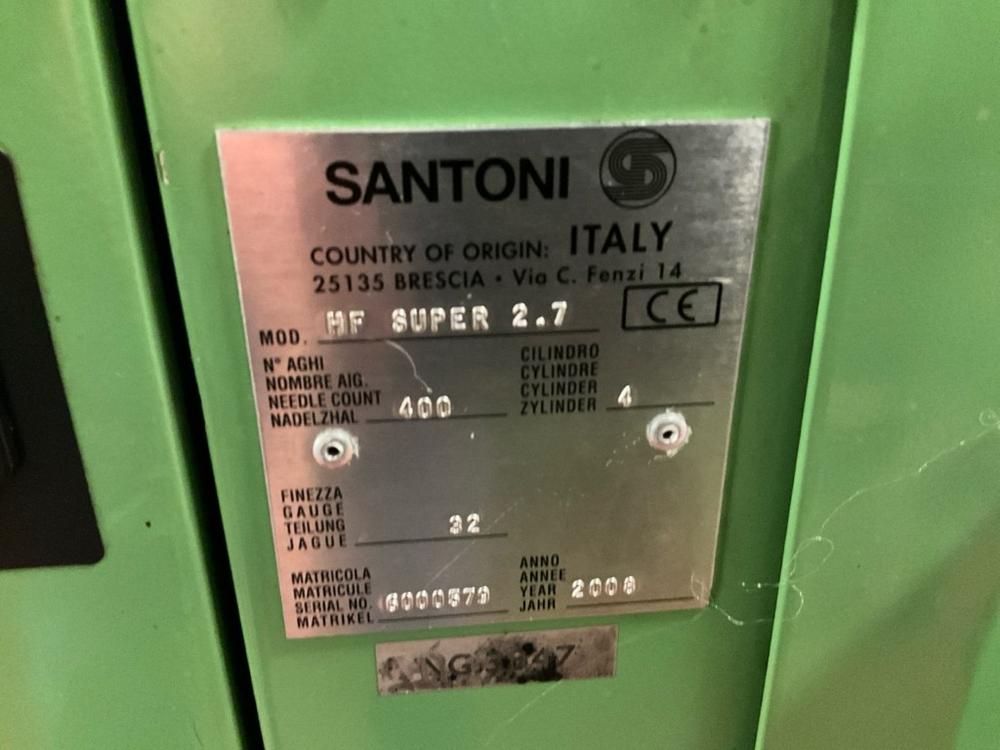 SANTONI
COUNTRY OF ORIGIN: ITALY
25135 BRESCIA • Via C. Fenzi 14
CE
MOD. HF SUPER 2.7
N° AGHI
NOMBRE AIG.
NEEDLE COUNT
NADELZHAL 400
CILINDRO
CYLINDRE
CYLINDER
ZYLINDER 4
FINEZZA
GAUGE
TEILUNG
JAGUE 32
MATRICOLA
MATRICULE
SERIAL NO.
MATRIKEL 6000579
ANNO
ANNEE
YEAR
JAHR 2008